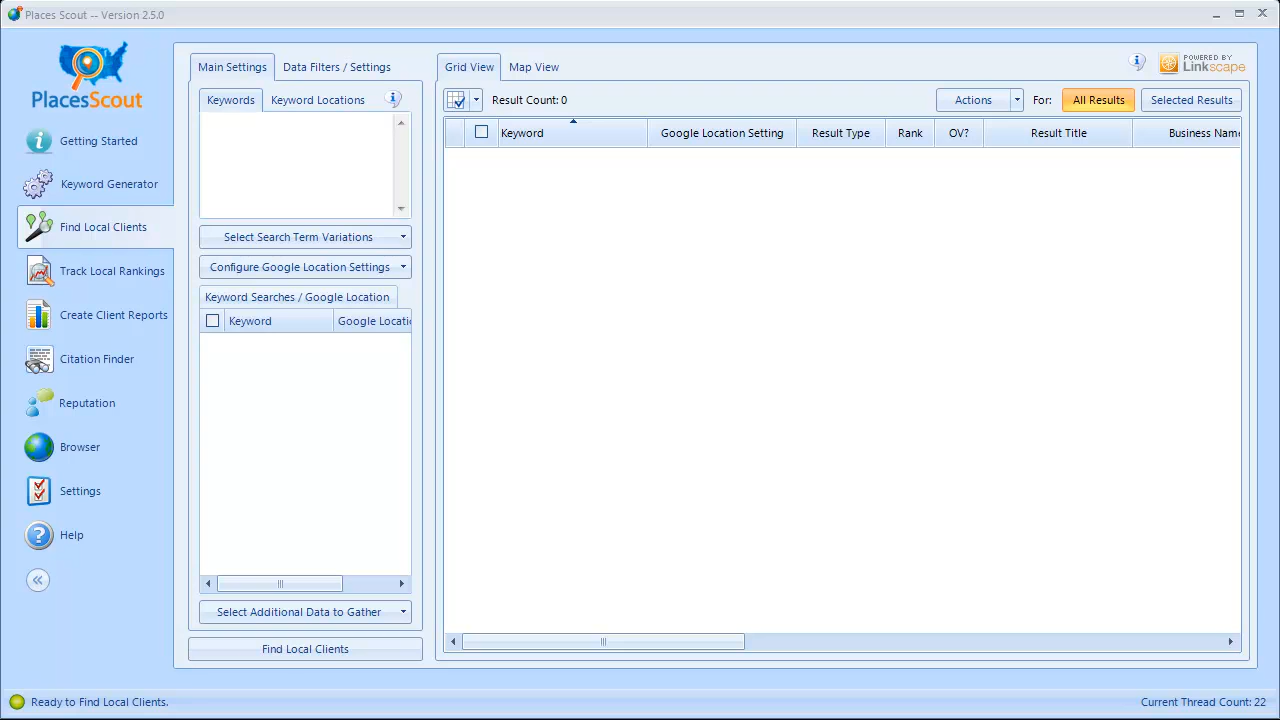 Places Scout -- Version 2.5.0
PlacesScout
Getting Started
Keyword Generator
Find Local Clients
Track Local Rankings
Create Client Reports
Citation Finder
Reputation
Browser
Settings
Help
Main Settings
Data Filters / Settings
Keywords
Keyword Locations
Select Search Term Variations
Configure Google Location Settings
Keyword Searches / Google Location
Keyword
Google Locati
Select Additional Data to Gather
Find Local Clients
Grid View
Map View
POWERED BY
Linkscape
Result Count: 0
Actions
For:
All Results
Selected Results
Keyword
Google Location Setting
Result Type
Rank
OV?
Result Title
Business Name
Ready to Find Local Clients.
Current Thread Count: 22